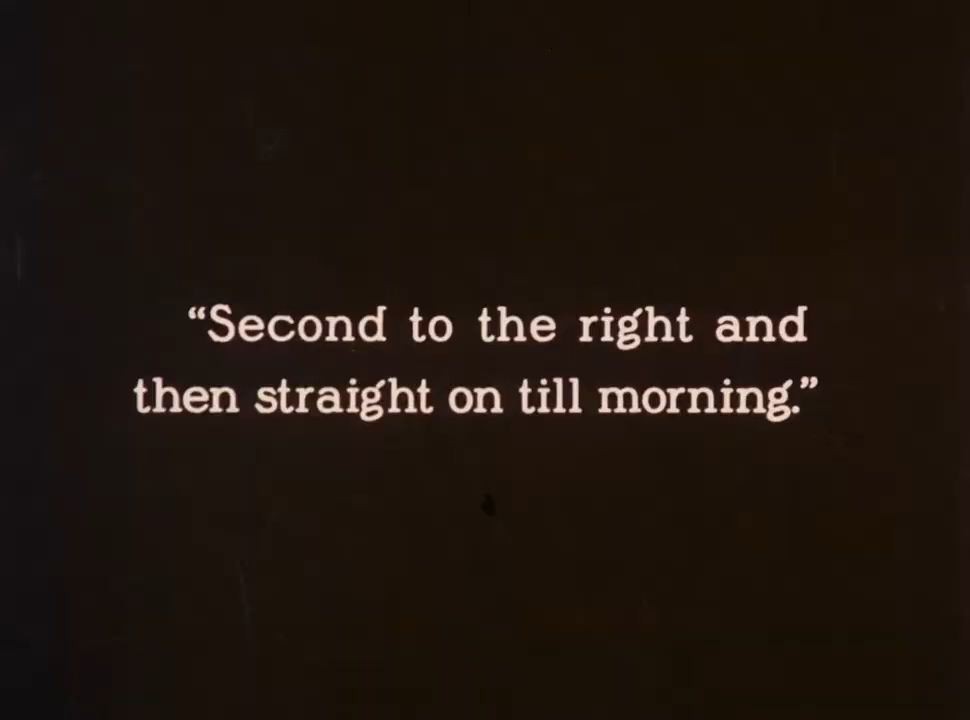 “Second to the right and
then straight on till morning.”